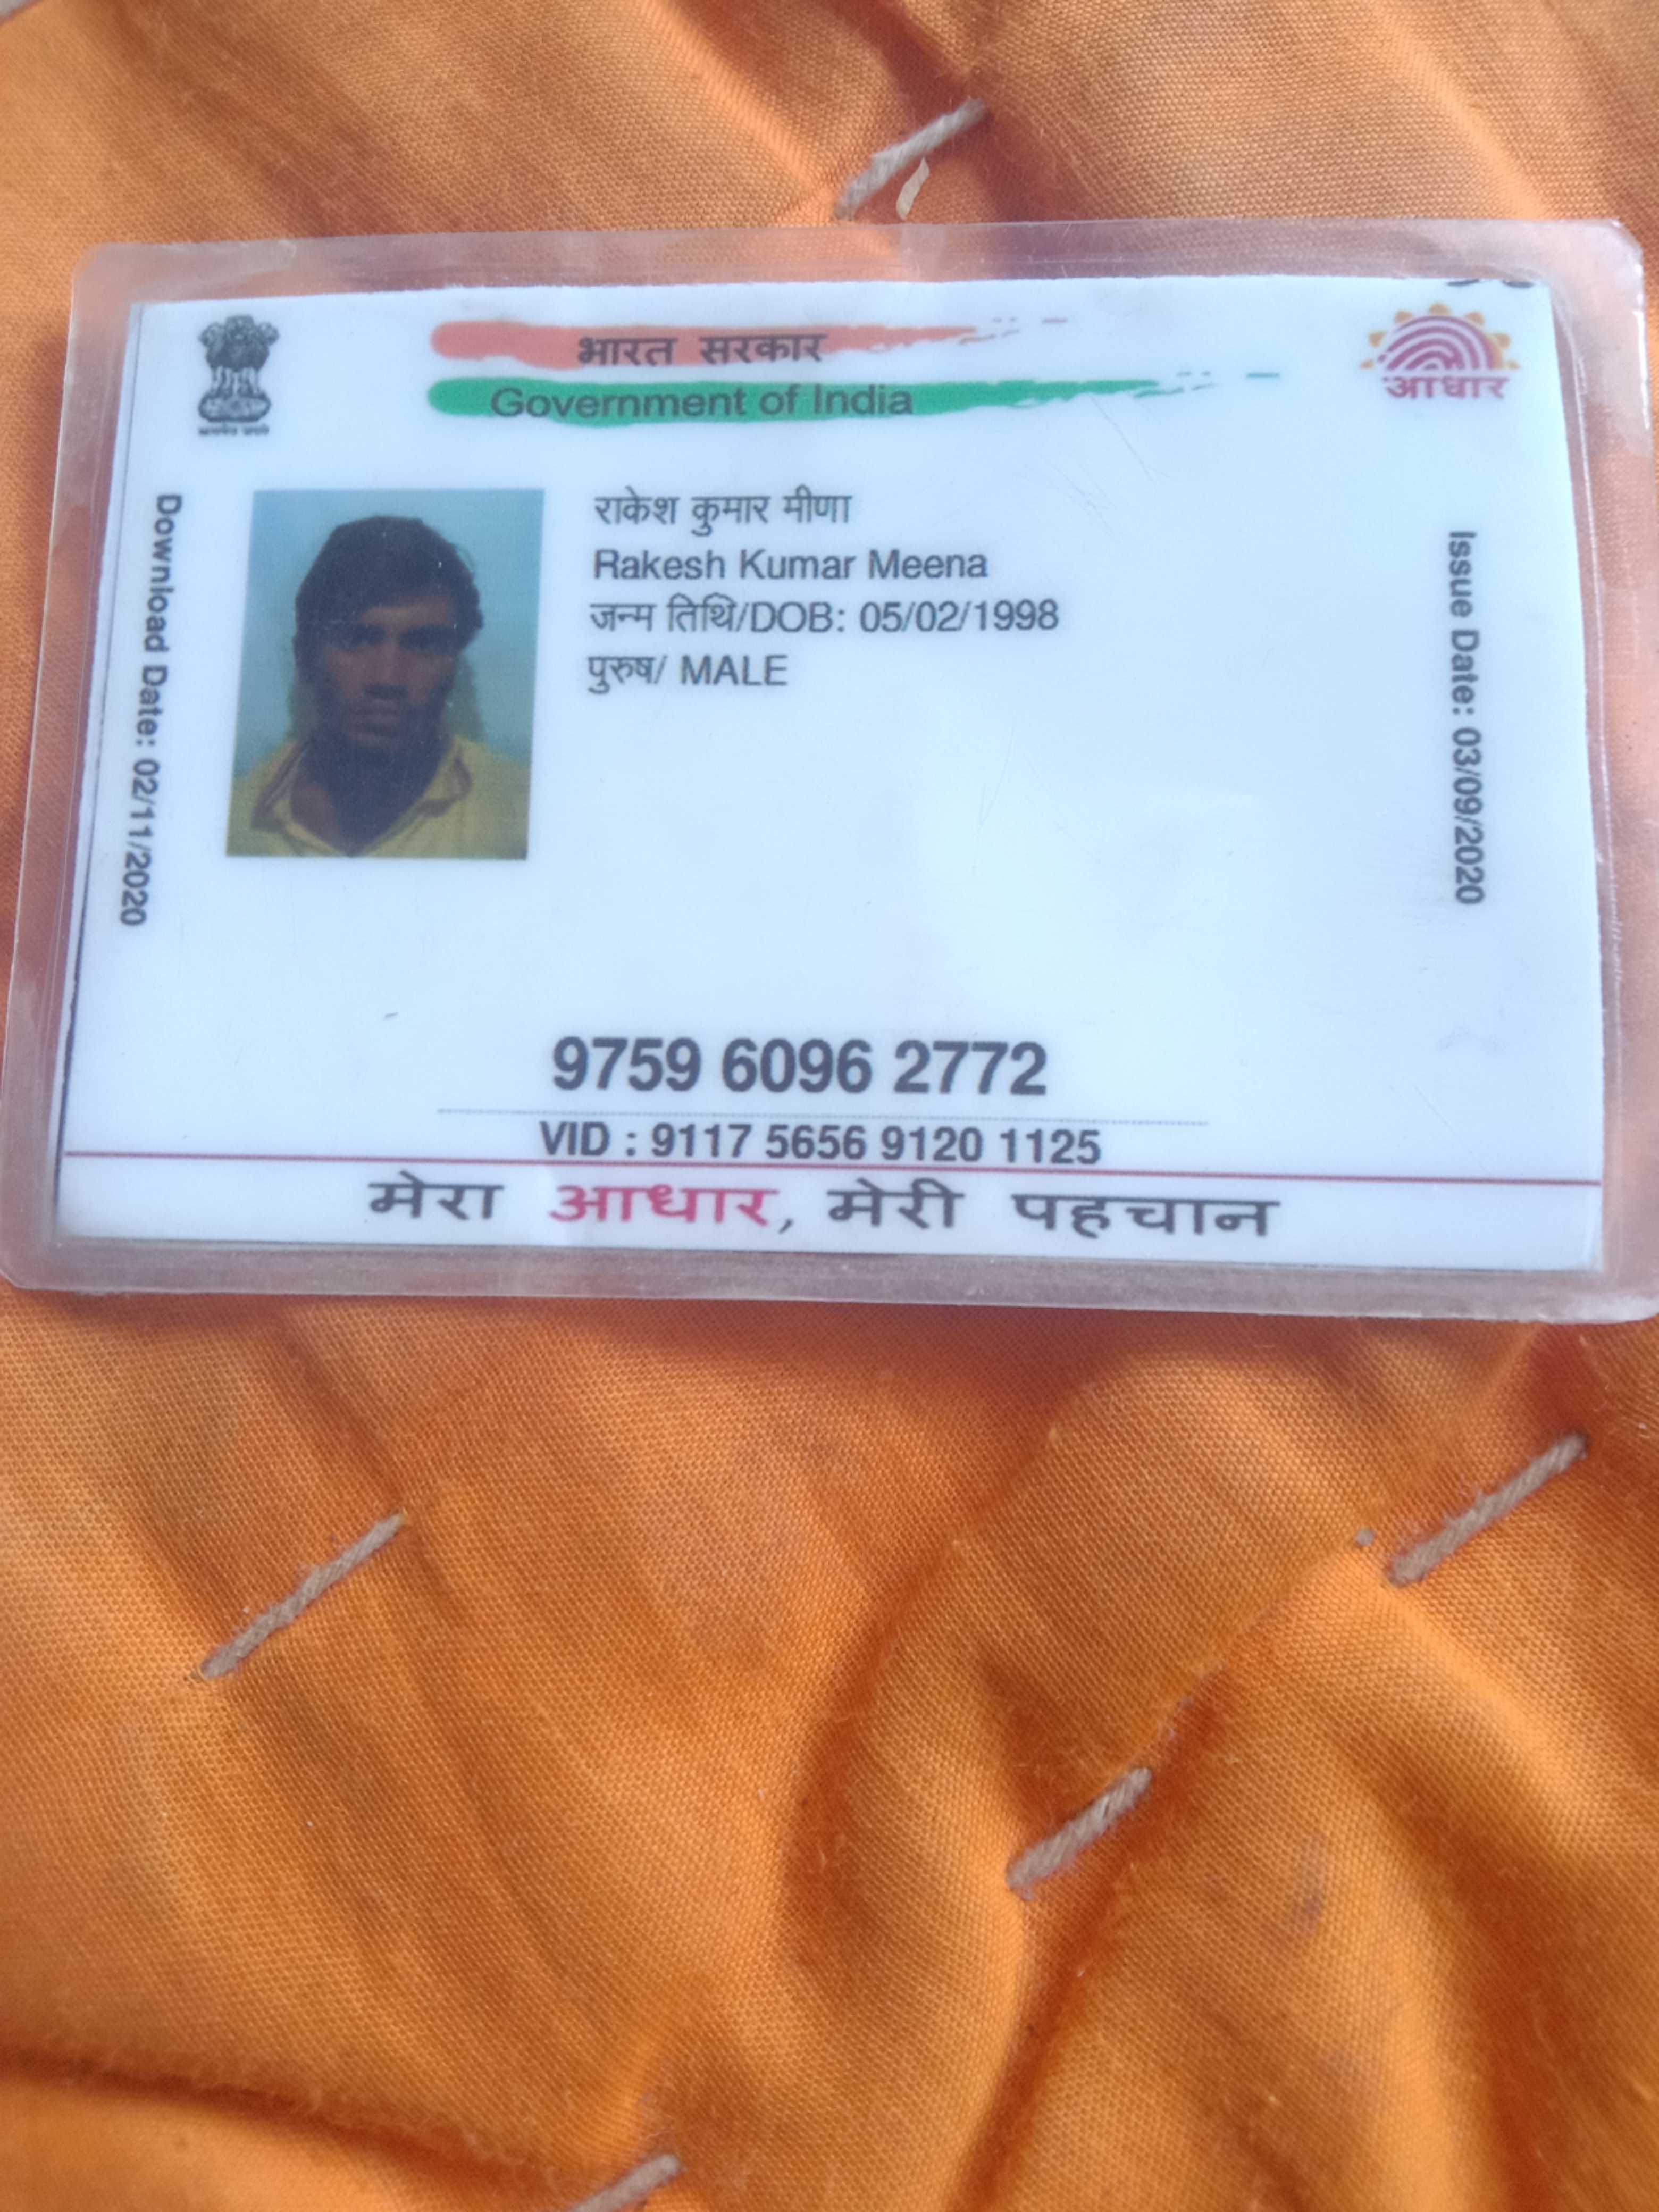 भारत सरकार
Government of India
आधार
Download Date: 02/11/2020
राकेश कुमार मीणा
Rakesh Kumar Meena
जन्म तिथि/DOB: 05/02/1998
पुरुष/ MALE
Issue Date: 03/09/2020
9759 6096 2772
VID : 9117 5656 9120 1125
मेरा आधार, मेरी पहचान